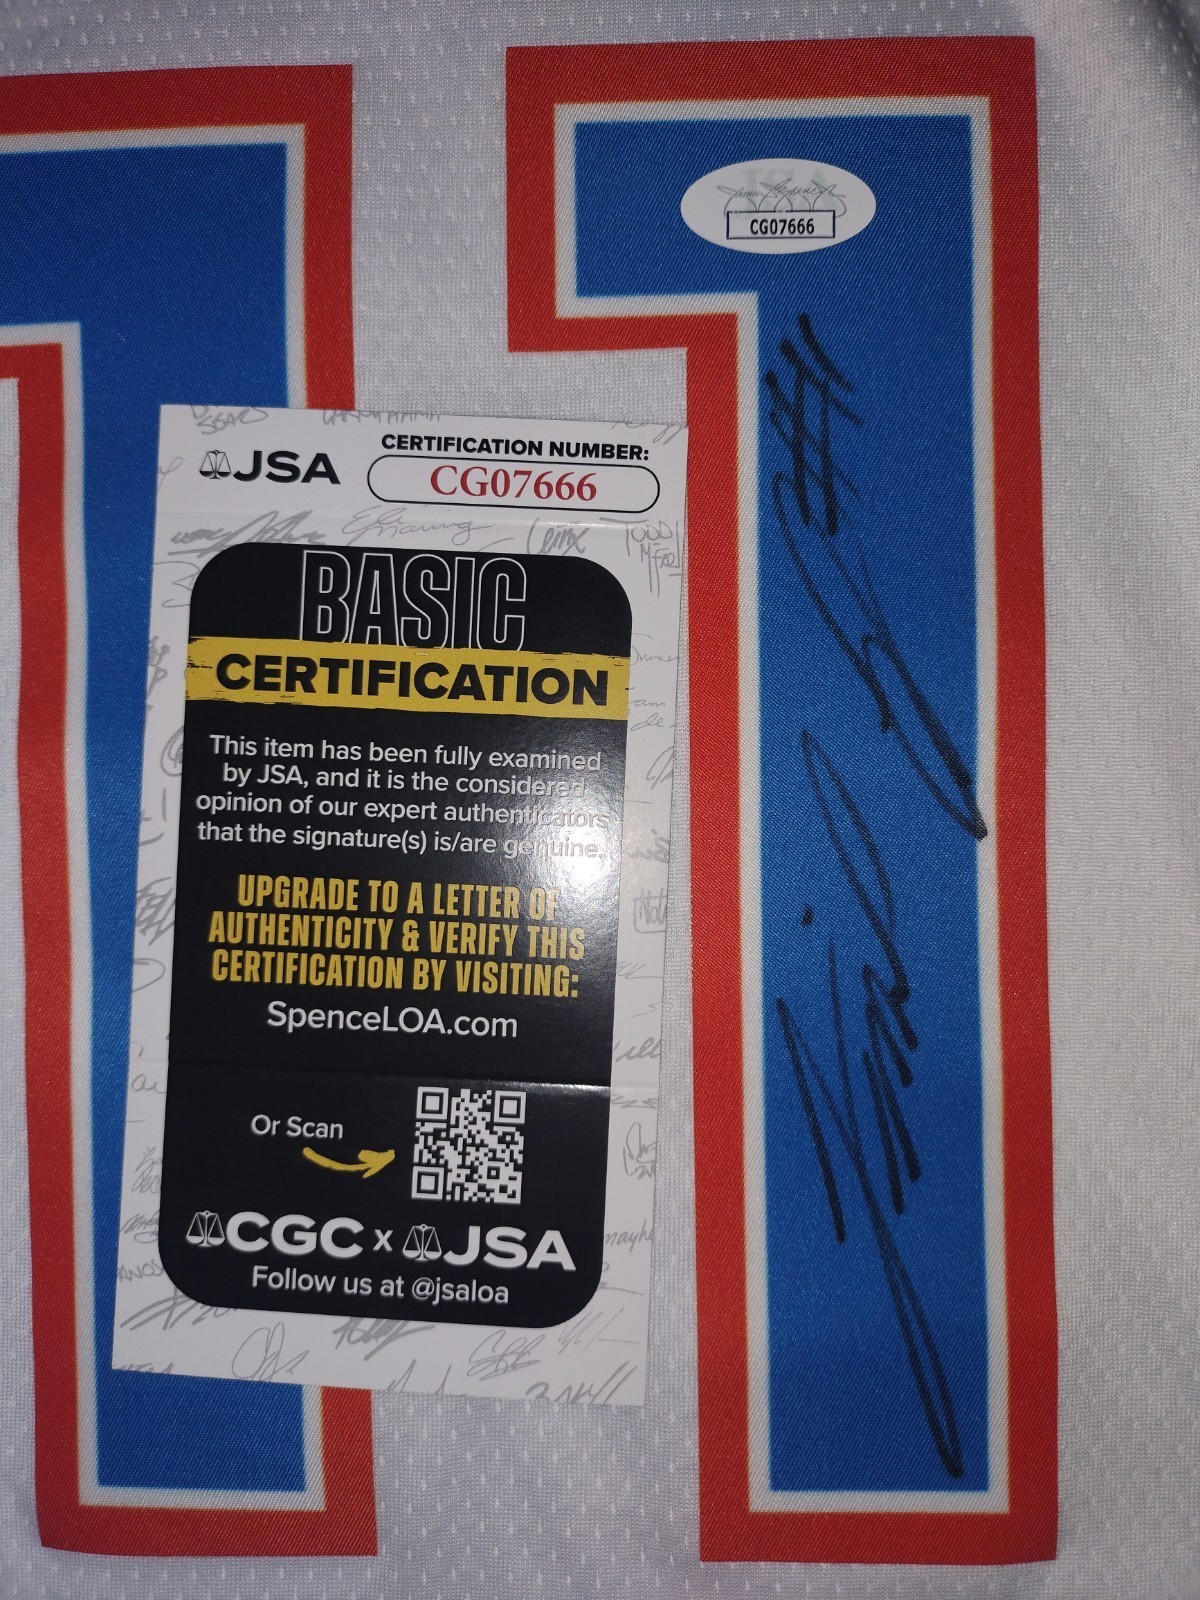 CG07666
JSA
CERTIFICATION NUMBER:
CG07666
BASIC
CERTIFICATION
This item has been fully examined
by JSA, and it is the considered
opinion of our expert authenticators
that the signature(s) is/are genuine.
UPGRADE TO A LETTER OF
AUTHENTICITY & VERIFY THIS
CERTIFICATION BY VISITING:
SpenceLOA.com
Or Scan
CGC x JSA
Follow us at @jsaloa
11